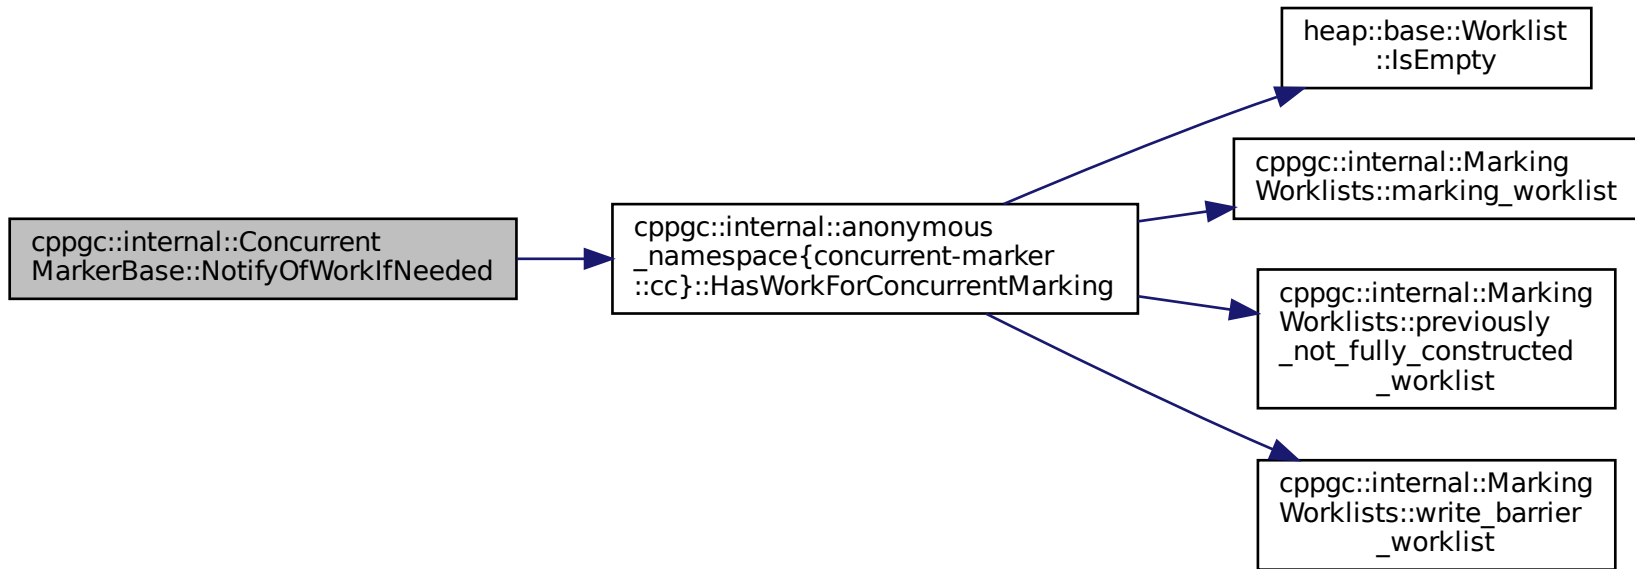 cppgc::internal::Concurrent
MarkerBase::NotifyOfWorkIfNeeded
cppgc::internal::anonymous
_namespace{concurrent-marker
::cc}::HasWorkForConcurrentMarking
heap::base::Worklist
::IsEmpty
cppgc::internal::Marking
Worklists::marking_worklist
cppgc::internal::Marking
Worklists::previously
_not_fully_constructed
_worklist
cppgc::internal::Marking
Worklists::write_barrier
_worklist